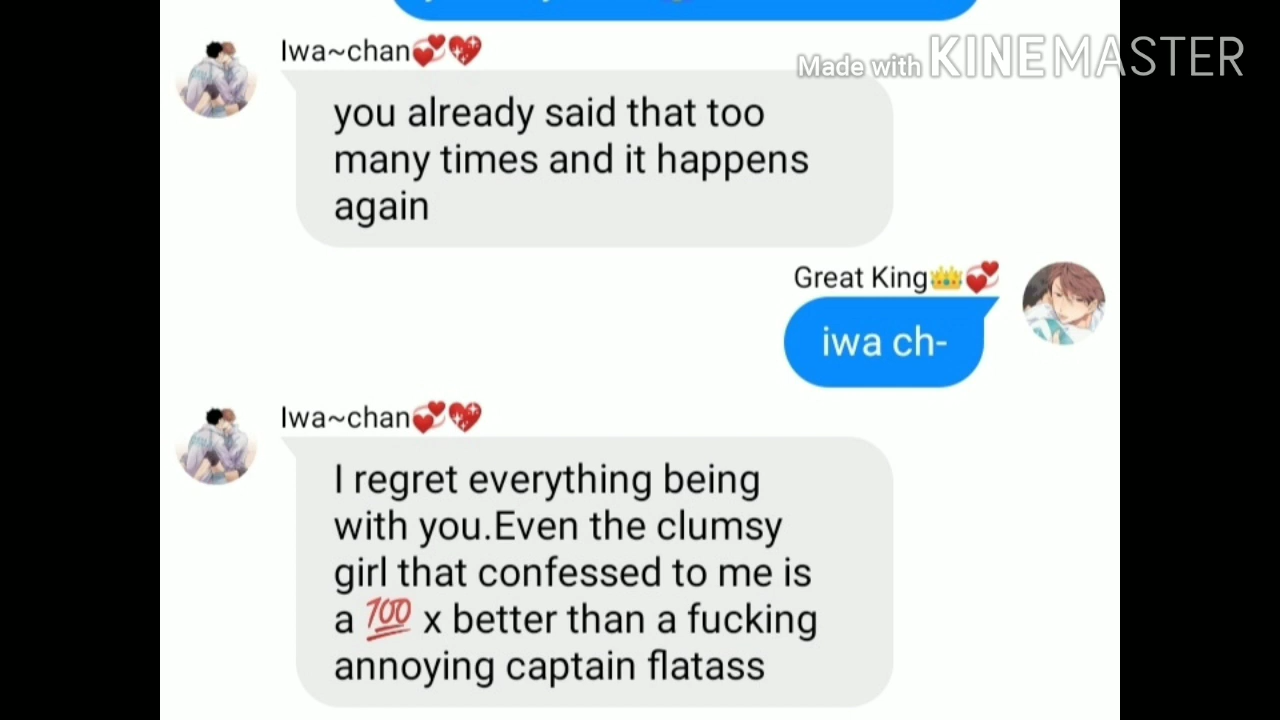 Made with KINEMASTER
Iwa~chan💞💖
you already said that too
many times and it happens
again
Great King👑💞
iwa ch-
Iwa~chan💞💖
I regret everything being
with you.Even the clumsy
girl that confessed to me is
a 💯 x better than a fucking
annoying captain flatass